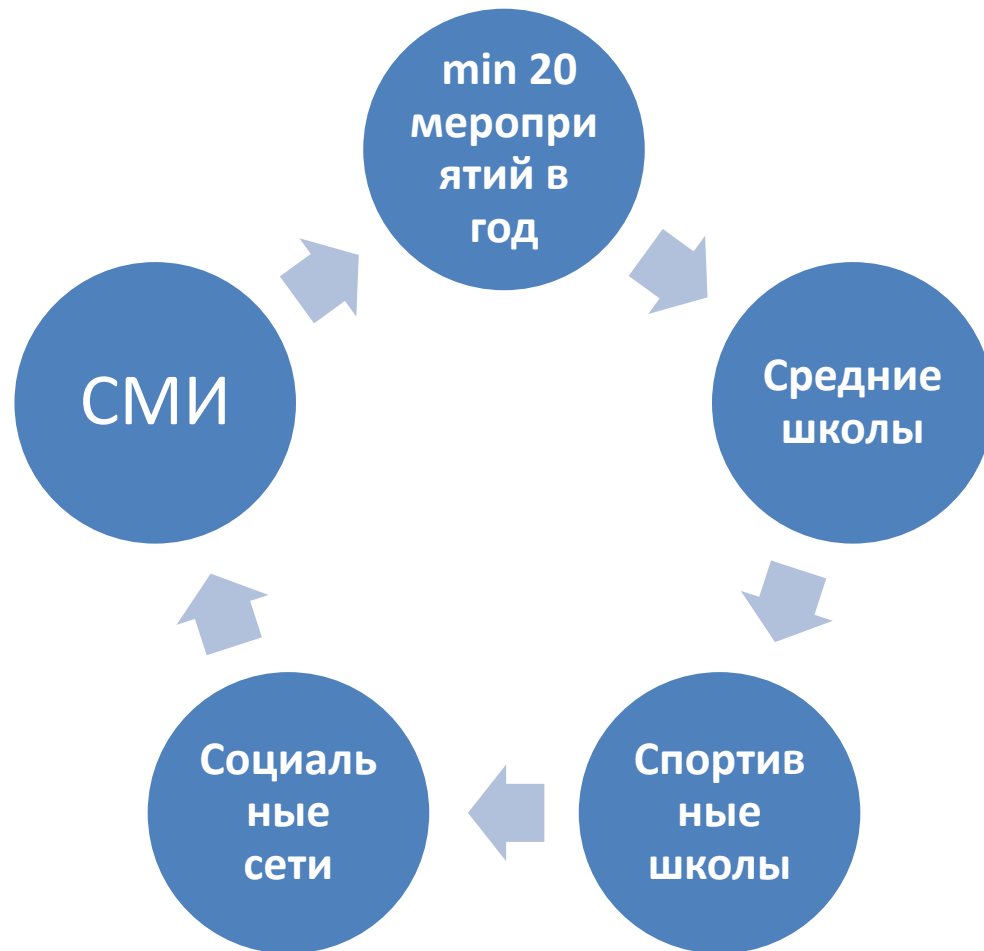 min 20
меропри
ятий в
год
Средние
школы
Спортив
ные
школы
Социаль
ные
сети
СМИ